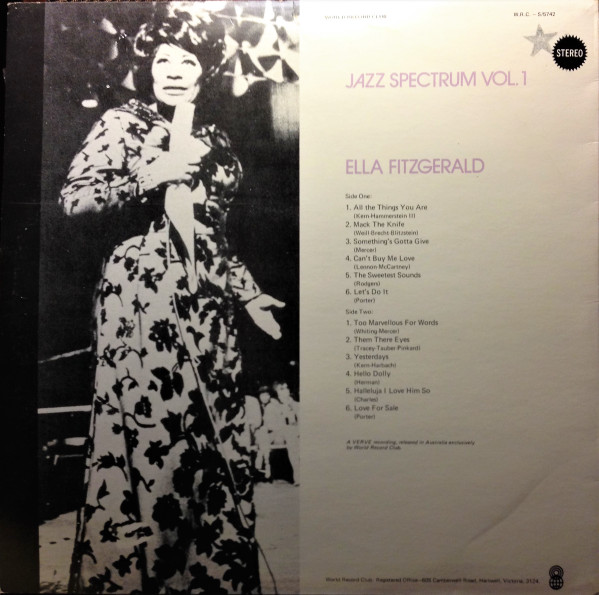 W.R.C. – S/5742
STEREO
JAZZ SPECTRUM VOL.1
ELLA FITZGERALD
Side One:
1. All the Things You Are
(Kern-Hammerstein II)
2. Mack The Knife
(Weill-Brecht-Blitzstein)
3. Something's Gotta Give
(Mercer)
4. Can't Buy Me Love
(Lennon-McCartney)
5. The Sweetest Sounds
(Rodgers)
6. Let's Do It
(Porter)
Side Two:
1. Too Marvellous For Words
(Whiting-Mercer)
2. Them There Eyes
(Tracey-Tauber-Pinkard)
3. Yesterdays
(Kern-Harbach)
4. Hello Dolly
(Herman)
5. Halleluja I Love Him So
(Charles)
6. Love For Sale
(Porter)
A VERVE recording, released in Australia exclusively
by World Record Club.
World Record Club. Registered Office–605 Camberwell Road, Hartwell, Victoria, 3124.